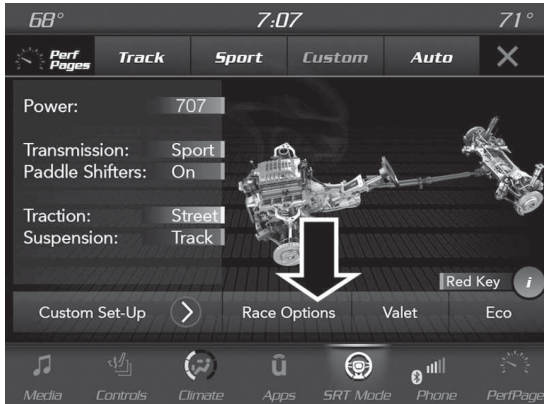 68° 7:07 71°
Perf Pages Track Sport Custom Auto
Power: 707
Transmission: Sport
Paddle Shifters: On
Traction: Street
Suspension: Track
Red Key i
Custom Set-Up Race Options Valet Eco
Media Controls Climate Apps SRT Mode Phone PerfPage